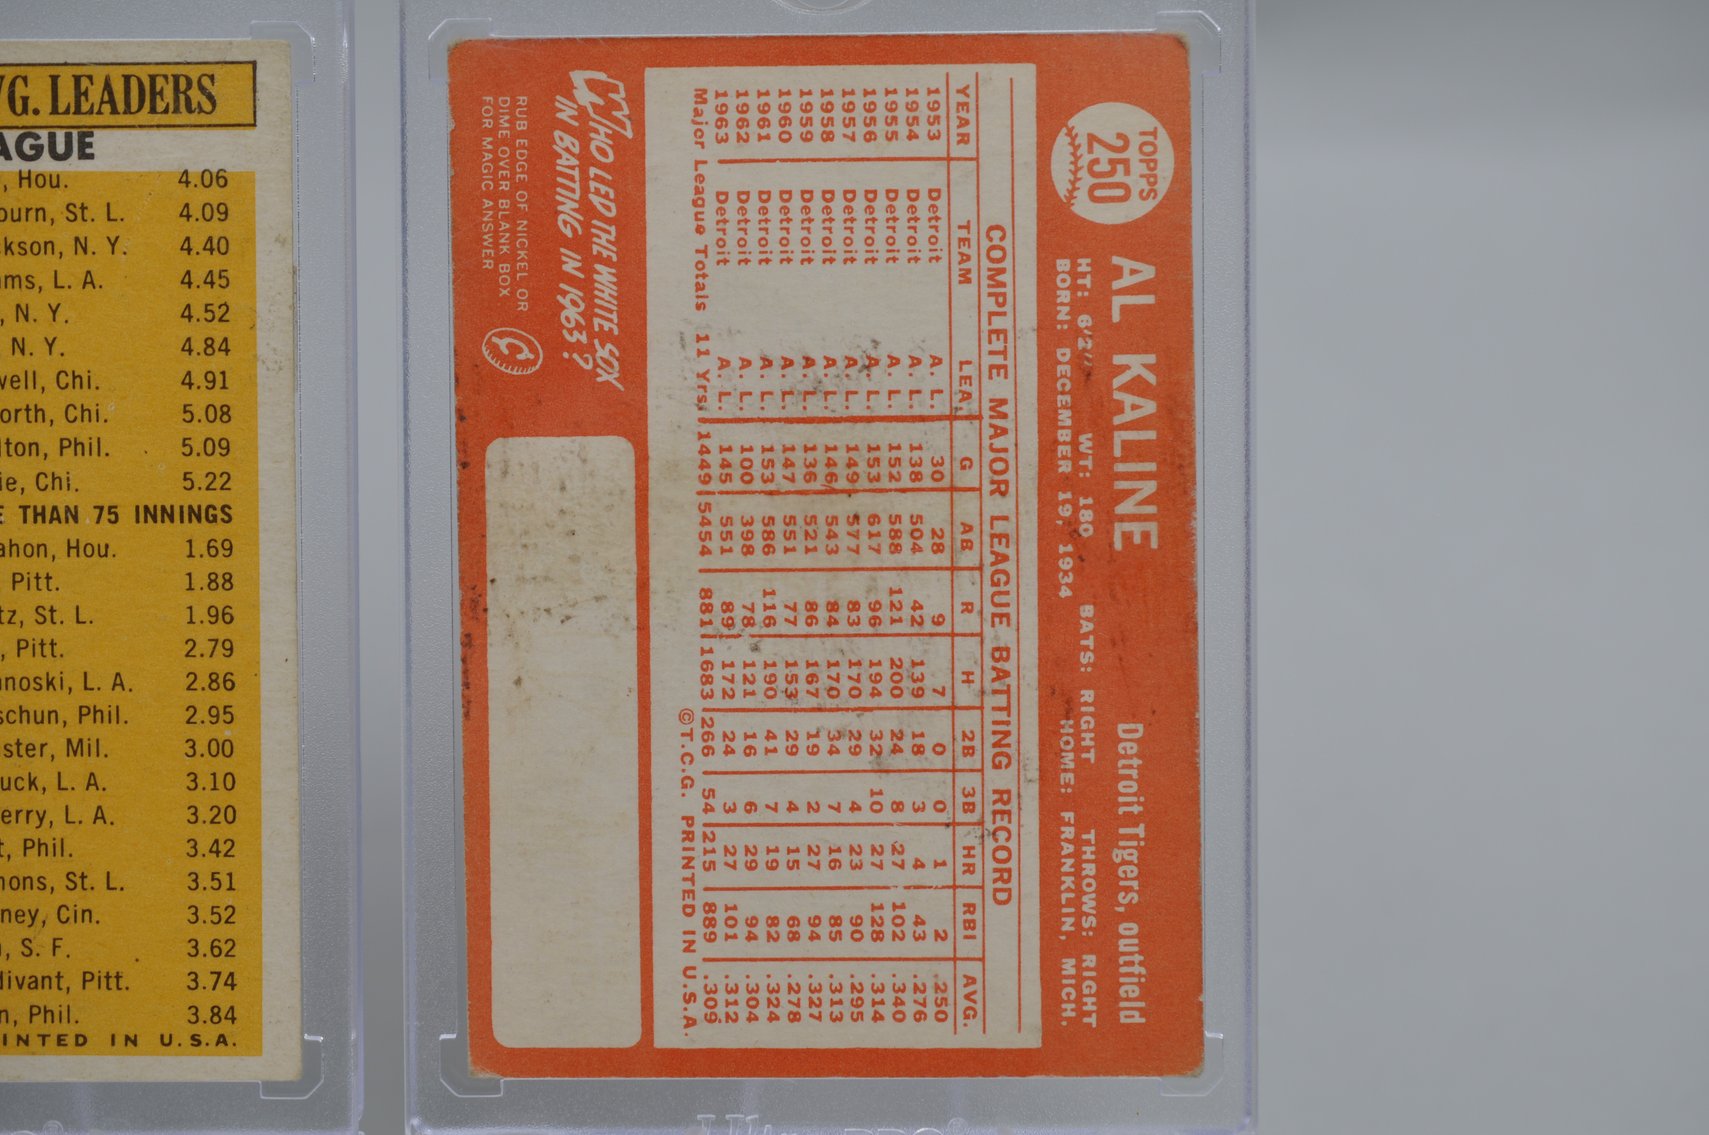 G. LEADERS
AGUE
, Hou. 4.06
ourn, St. L. 4.09
ckson, N. Y. 4.40
ams, L. A. 4.45
, N. Y. 4.52
N. Y. 4.84
well, Chi. 4.91
orth, Chi. 5.08
lton, Phil. 5.09
ie, Chi. 5.22
E THAN 75 INNINGS
ahon, Hou. 1.69
Pitt. 1.88
tz, St. L. 1.96
, Pitt. 2.79
anoski, L. A. 2.86
schun, Phil. 2.95
ster, Mil. 3.00
uck, L. A. 3.10
erry, L. A. 3.20
t, Phil. 3.42
mons, St. L. 3.51
ney, Cin. 3.52
, S. F. 3.62
divant, Pitt. 3.74
n, Phil. 3.84
INTED IN U.S.A.
TOPPS
250
AL KALINE Detroit Tigers, outfield
HT: 6'2" WT: 180 BATS: RIGHT THROWS: RIGHT
BORN: DECEMBER 19, 1934 HOME: FRANKLIN, MICH.
COMPLETE MAJOR LEAGUE BATTING RECORD
YEAR TEAM LEA. G AB R H 2B 3B HR RBI AVG.
1953 Detroit A. L. 30 28 9 7 0 0 1 2 .250
1954 Detroit A. L. 138 504 42 139 18 3 4 43 .276
1955 Detroit A. L. 152 588 121 200 24 8 27 102 .340
1956 Detroit A. L. 153 617 96 194 32 10 27 128 .314
1957 Detroit A. L. 149 577 83 170 29 4 23 90 .295
1958 Detroit A. L. 146 543 84 170 34 7 16 85 .313
1959 Detroit A. L. 136 521 86 167 19 2 27 94 .327
1960 Detroit A. L. 147 551 77 153 29 4 15 68 .278
1961 Detroit A. L. 153 586 116 190 41 7 19 82 .324
1962 Detroit A. L. 100 398 78 121 16 6 29 94 .304
1963 Detroit A. L. 145 551 89 172 24 3 27 101 .312
Major League Totals 11 Yrs. 1449 5454 881 1683 266 54 215 889 .309
©T.C.G. PRINTED IN U.S.A.
WHO LED THE WHITE SOX
IN BATTING IN 1963?
RUB EDGE OF NICKEL OR
DIME OVER BLANK BOX
FOR MAGIC ANSWER